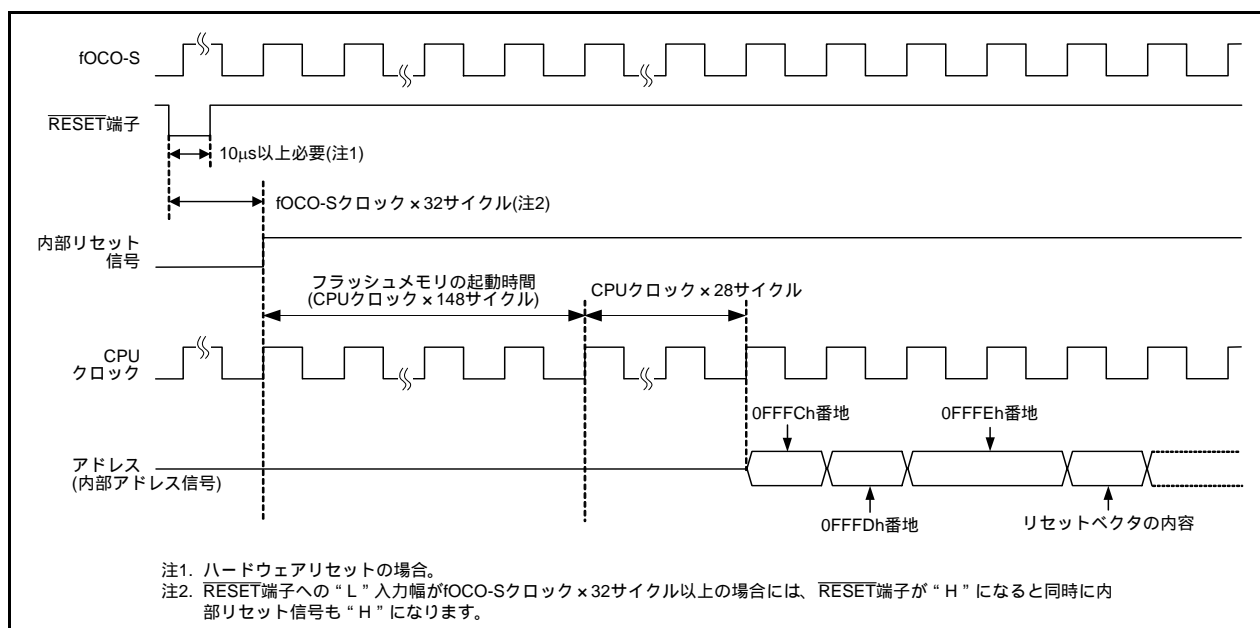 fOCO-S
RESET端子
10μs以上必要(注1)
fOCO-Sクロック×32サイクル(注2)
内部リセット
信号
フラッシュメモリの起動時間
(CPUクロック×148サイクル)
CPUクロック×28サイクル
CPU
クロック
0FFFCh番地
0FFFEh番地
アドレス
(内部アドレス信号)
0FFFDh番地
リセットベクタの内容
注1. ハードウェアリセットの場合。
注2. RESET端子への“L”入力幅がfOCO-Sクロック×32サイクル以上の場合には、RESET端子が“H”になると同時に内
部リセット信号も“H”になります。